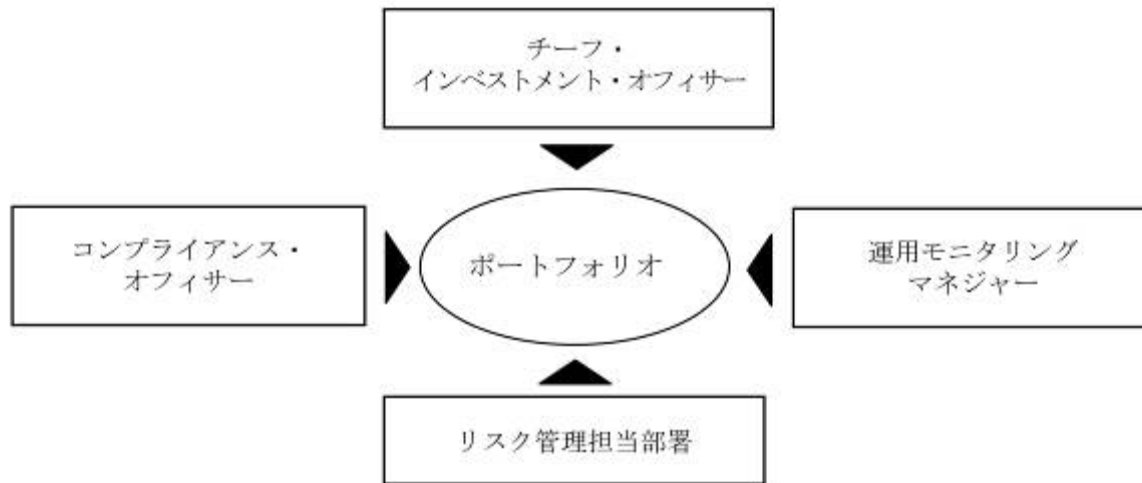 チーフ・
インベストメント・オフィサー
コンプライアンス・
オフィサー
ポートフォリオ
運用モニタリング
マネジャー
リスク管理担当部署